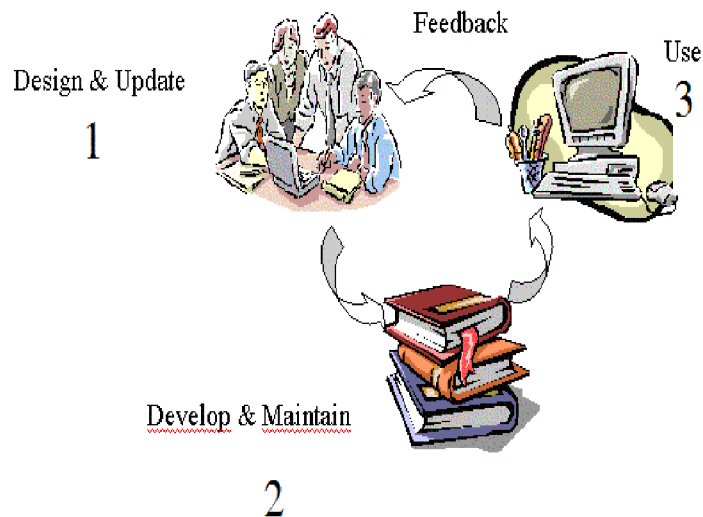 Feedback
Use
3
Design & Update
1
Develop & Maintain
2